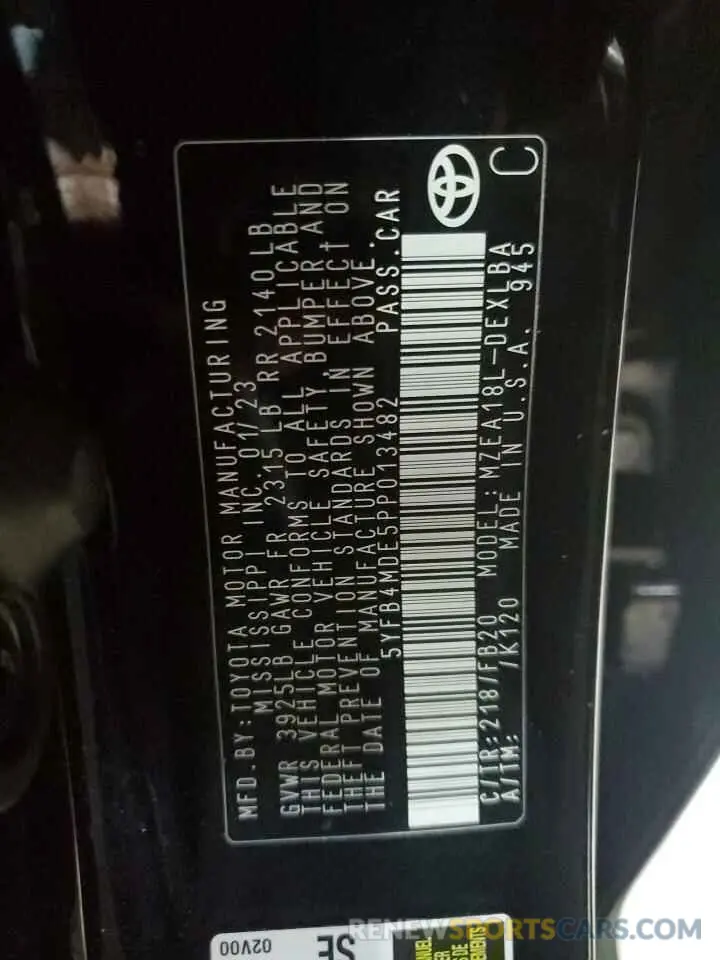 MFD.BY:TOYOTA MOTOR MANUFACTURING
MISSISSIPPI INC.01/23
GVWR 3925LB GAWR FR 2315 LB RR 2140LB
THIS VEHICLE CONFORMS TO ALL APPLICABLE
FEDERAL MOTOR VEHICLE SAFETY, BUMPER AND
THEFT PREVENTION STANDARDS IN EFFECT ON
THE DATE OF MANUFACTURE SHOWN ABOVE.
5YFB4MDE5PP013482 PASS.CAR
C/TR:218/FB20 MODEL:MZEA18L-DEXLBA
A/TM: /K120 MADE IN U.S.A. 945
C
SE
02V00
RENEWSPORTSCARS.COM